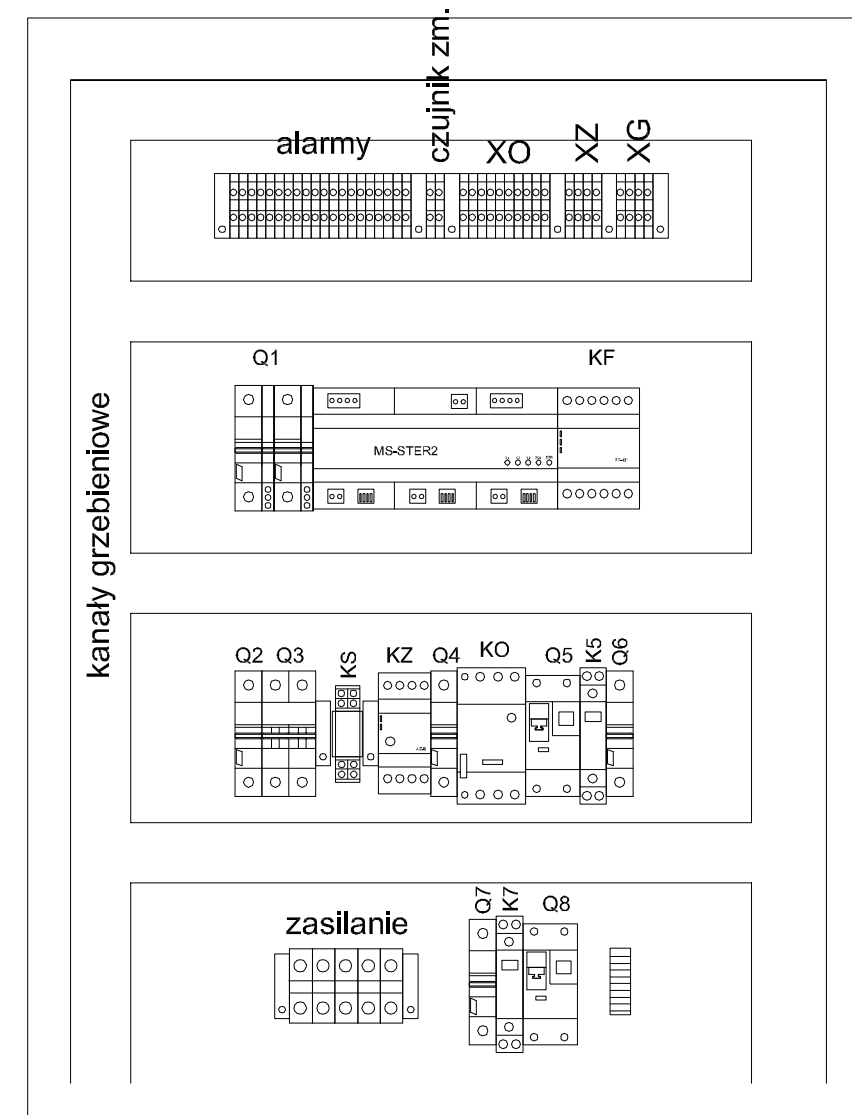 alarmy czujnik zm. XO XZ XG
Q1 KF
MS-STER2
kanały grzebieniowe
Q2 Q3 KS KZ Q4 KO Q5 K5 Q6
zasilanie Q7 K7 Q8